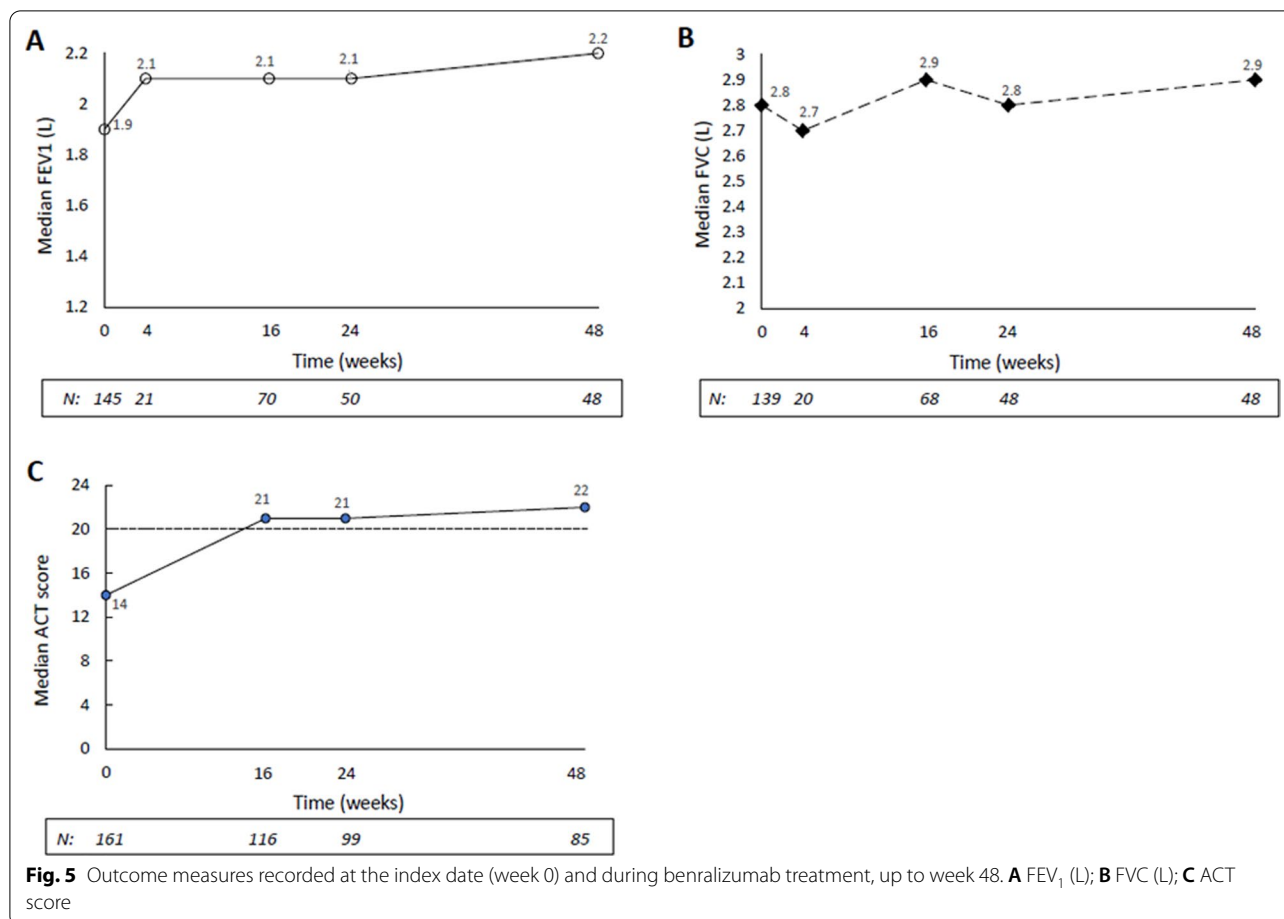 A
Median FEV1 (L)
2.2
2
1.8
1.6
1.4
1.2
1.9
2.1
2.1
2.1
2.2
0 4 16 24 48
Time (weeks)
N: 145 21 70 50 48
B
Median FVC (L)
3
2.9
2.8
2.7
2.6
2.5
2.4
2.3
2.2
2.1
2
2.8
2.7
2.9
2.8
2.9
0 4 16 24 48
Time (weeks)
N: 139 20 68 48 48
C
Median ACT score
24
20
16
12
8
4
0
14
21
21
22
0 16 24 48
Time (weeks)
N: 161 116 99 85
Fig. 5 Outcome measures recorded at the index date (week 0) and during benralizumab treatment, up to week 48. A FEV₁ (L); B FVC (L); C ACT
score